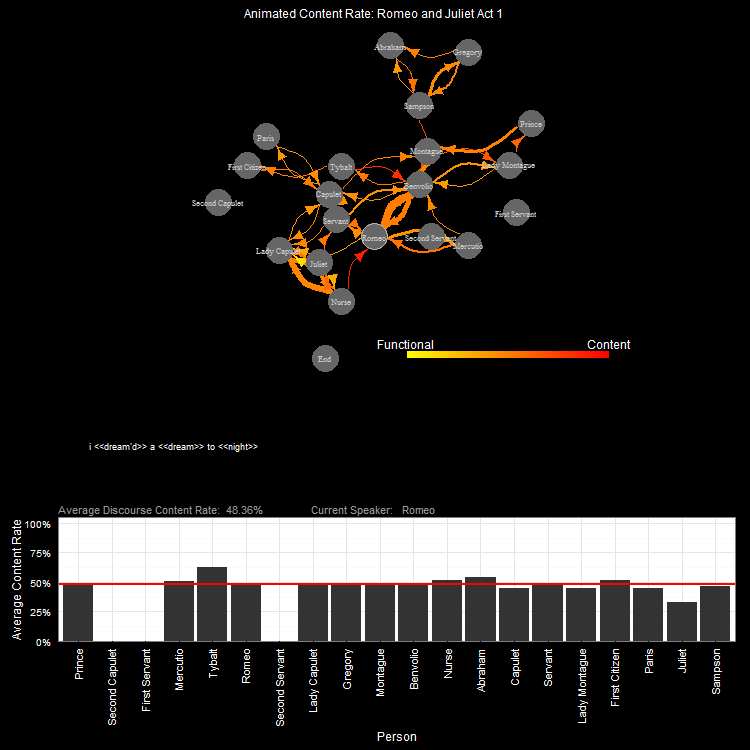 Animated Content Rate: Romeo and Juliet Act 1
Abraham
Gregory
Sampson
Prince
Paris
Montague
First Citizen
Tybalt
Lady Montague
Benvolio
Capulet
Second Capulet
First Servant
Servant
Romeo
Second Servant
Mercutio
Lady Capulet
Juliet
Nurse
Functional
Content
End
i <<dream'd>> a <<dream>> to <<night>>
Average Discourse Content Rate: 48.36%
Current Speaker: Romeo
Average Content Rate
100%
75%
50%
25%
0%
Prince
Second Capulet
First Servant
Mercutio
Tybalt
Romeo
Second Servant
Lady Capulet
Gregory
Montague
Benvolio
Nurse
Abraham
Capulet
Servant
Lady Montague
First Citizen
Paris
Juliet
Sampson
Person